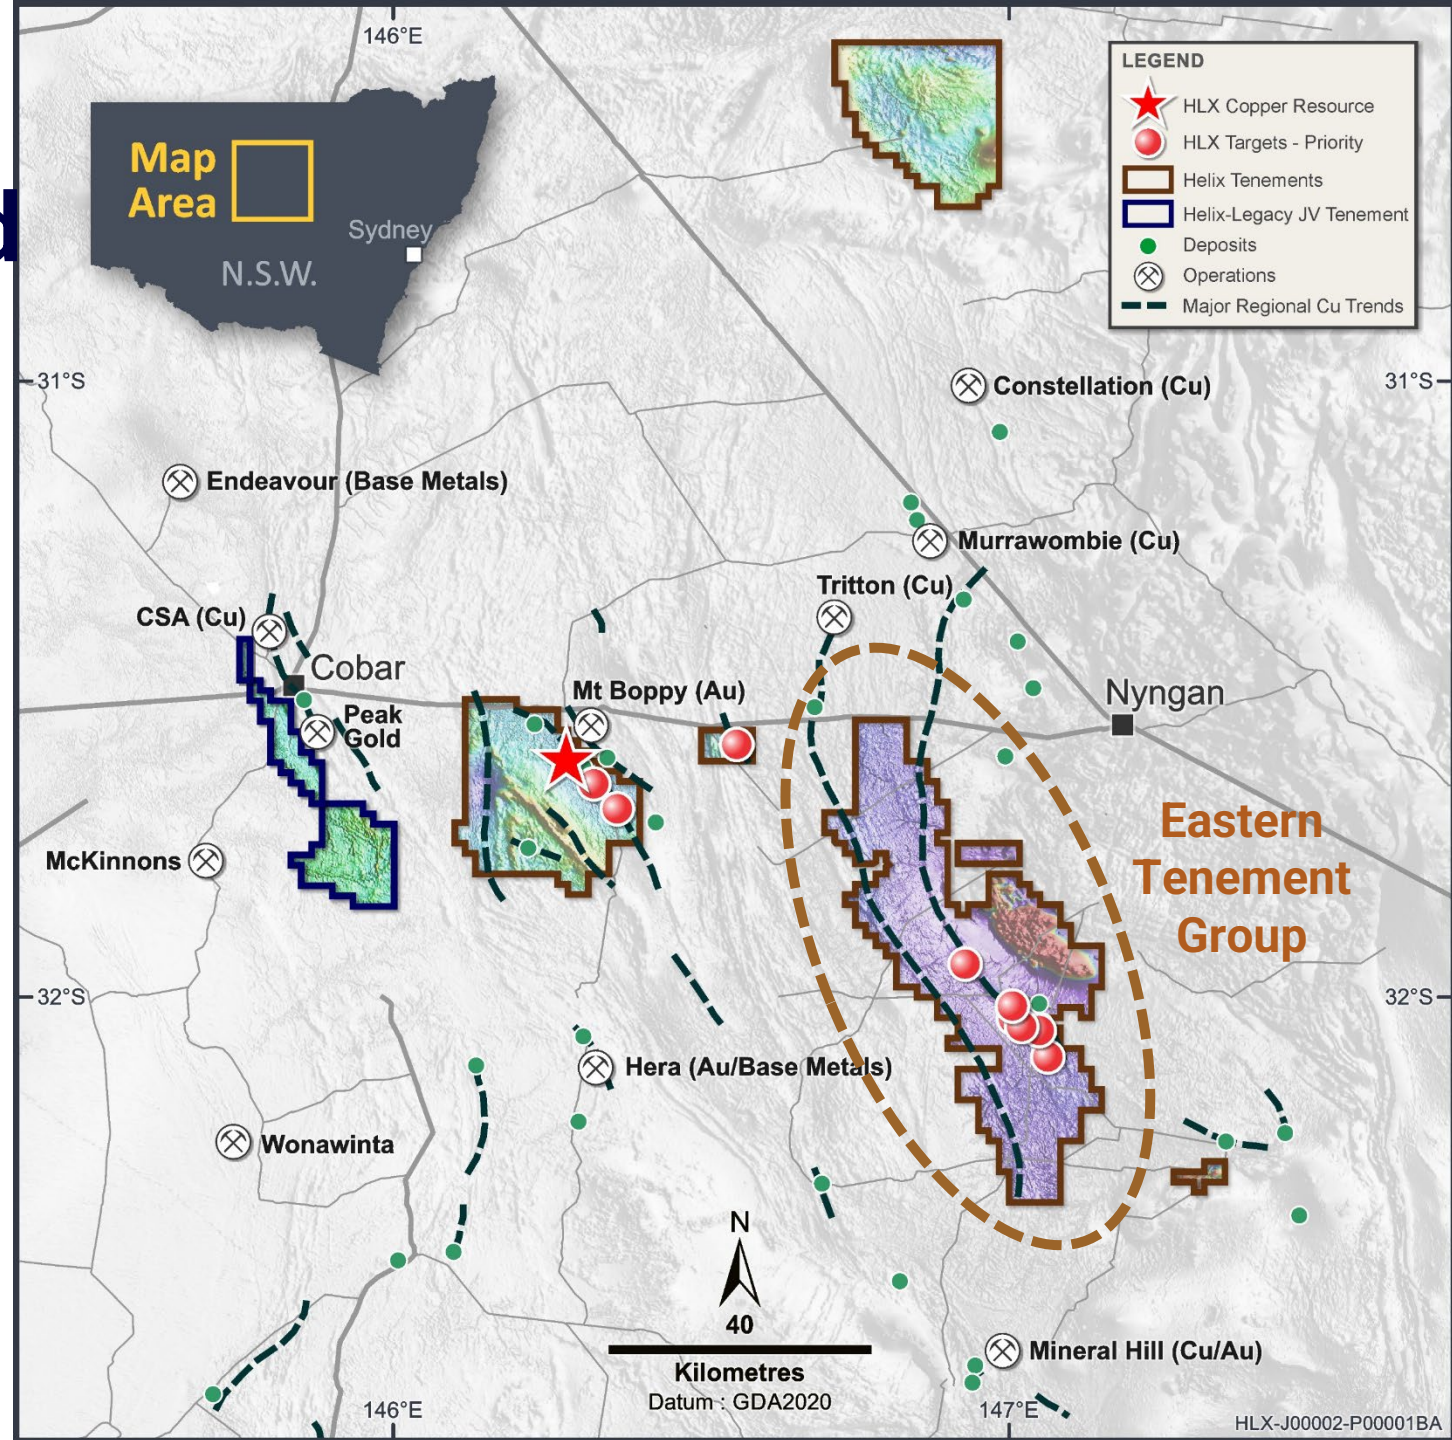 146°E
Map
Area
Sydney
N.S.W.
d
LEGEND
HLX Copper Resource
HLX Targets - Priority
Helix Tenements
Helix-Legacy JV Tenement
Deposits
Operations
Major Regional Cu Trends
31°S
31°S
Constellation (Cu)
Endeavour (Base Metals)
Murrawombie (Cu)
Tritton (Cu)
CSA (Cu)
Cobar
Mt Boppy (Au)
Nyngan
Peak
Gold
Eastern
Tenement
Group
McKinnons
32°S
32°S
Hera (Au/Base Metals)
Wonawinta
N
40
Kilometres
Datum : GDA2020
Mineral Hill (Cu/Au)
146°E
147°E
HLX-J00002-P00001BA